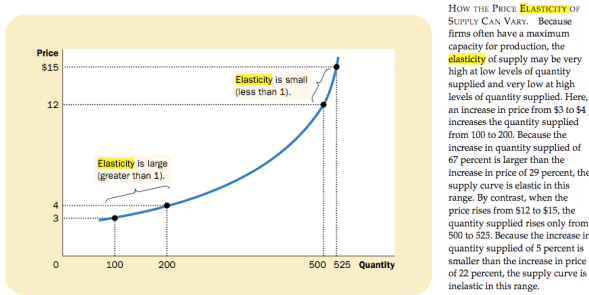 Price
$15
12
4
3
0
100
200
500
525
Quantity
Elasticity is small
(less than 1).
Elasticity is large
(greater than 1).
HOW THE PRICE ELASTICITY OF
SUPPLY CAN VARY. Because
firms often have a maximum
capacity for production, the
elasticity of supply may be very
high at low levels of quantity
supplied and very low at high
levels of quantity supplied. Here,
an increase in price from $3 to $4
increases the quantity supplied
from 100 to 200. Because the
increase in quantity supplied of
67 percent is larger than the
increase in price of 29 percent, the
supply curve is elastic in this
range. By contrast, when the
price rises from $12 to $15, the
quantity supplied rises only from
500 to 525. Because the increase in
quantity supplied of 5 percent is
smaller than the increase in price
of 22 percent, the supply curve is
inelastic in this range.